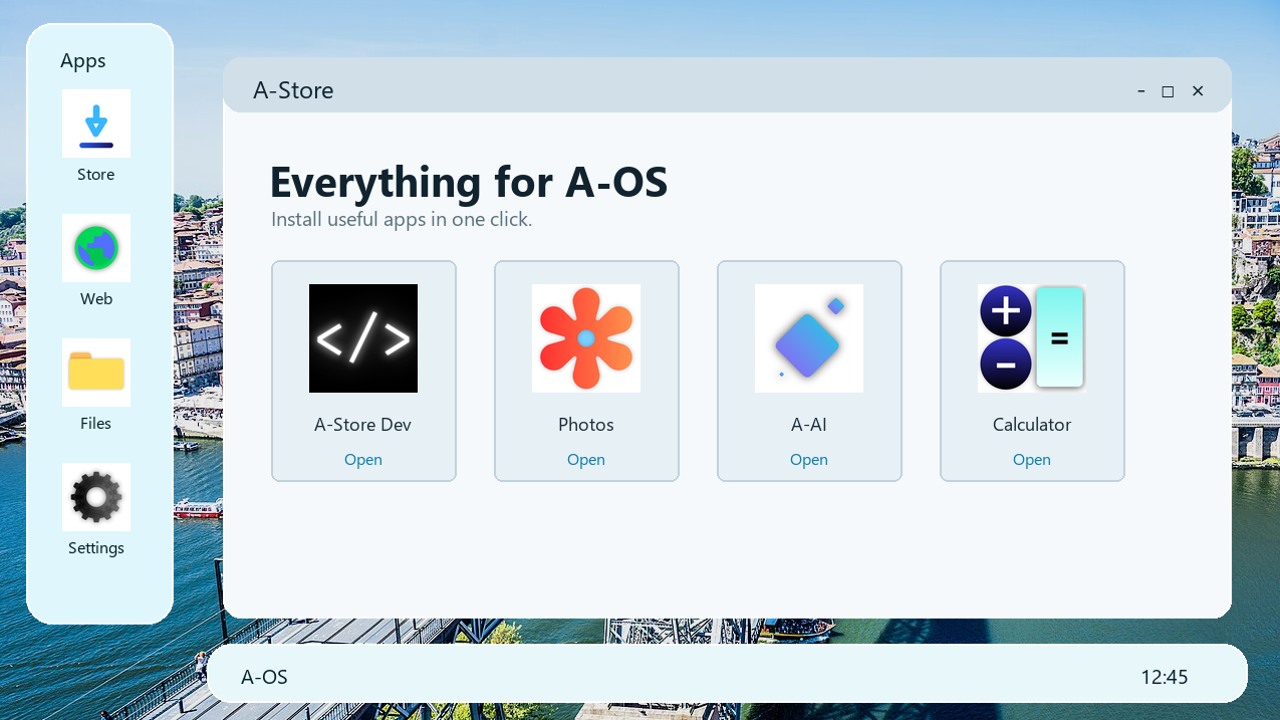 Apps
Store
Web
Files
Settings
A-Store
Everything for A-OS
Install useful apps in one click.
A-Store Dev
Open
Photos
Open
A-AI
Open
Calculator
Open
A-OS
12:45